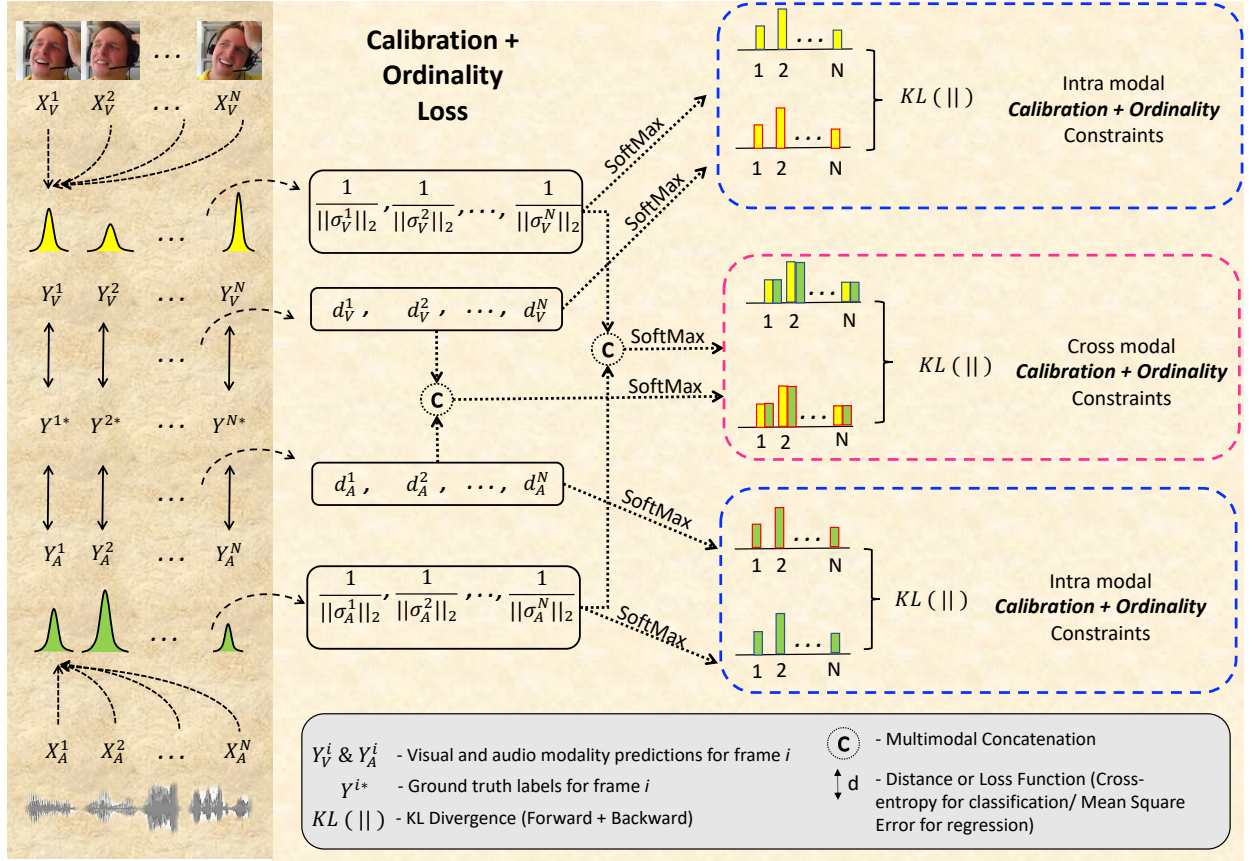 Calibration +
Ordinality
Loss
. . .
X_V^1 X_V^2 . . . X_V^N
. . .
Y_V^1 Y_V^2 . . . Y_V^N
. . .
Y^{1*} Y^{2*} . . . Y^{N*}
. . .
Y_A^1 Y_A^2 . . . Y_A^N
. . .
X_A^1 X_A^2 . . . X_A^N
1/||σ_V^1||_2 , 1/||σ_V^2||_2 , . . . , 1/||σ_V^N||_2
d_V^1 , d_V^2 , . . . , d_V^N
C
C
d_A^1 , d_A^2 , . . . , d_A^N
1/||σ_A^1||_2 , 1/||σ_A^2||_2 , . . , 1/||σ_A^N||_2
SoftMax
SoftMax
SoftMax
SoftMax
SoftMax
SoftMax
. . .
1 2 N
. . .
1 2 N
KL ( || )
Intra modal
Calibration + Ordinality
Constraints
. . .
1 2 N
. . .
1 2 N
KL ( || )
Cross modal
Calibration + Ordinality
Constraints
. . .
1 2 N
. . .
1 2 N
KL ( || )
Intra modal
Calibration + Ordinality
Constraints
Y_V^i & Y_A^i - Visual and audio modality predictions for frame i
Y^{i*} - Ground truth labels for frame i
KL ( || ) - KL Divergence (Forward + Backward)
C - Multimodal Concatenation
d - Distance or Loss Function (Cross-
entropy for classification/ Mean Square
Error for regression)